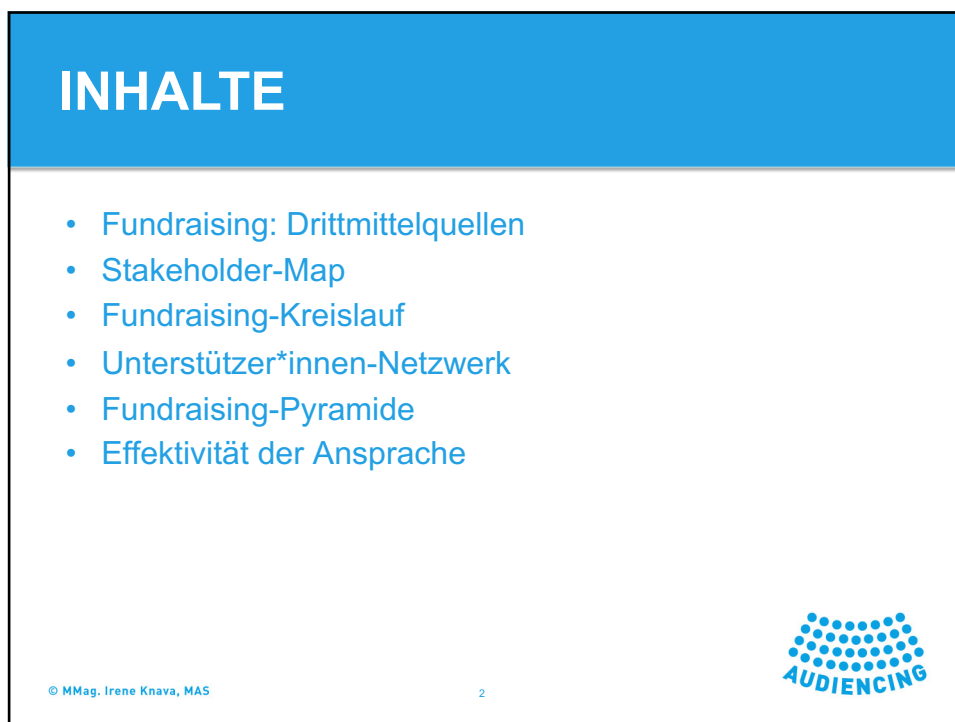 INHALTE
• Fundraising: Drittmittelquellen
• Stakeholder-Map
• Fundraising-Kreislauf
• Unterstützer*innen-Netzwerk
• Fundraising-Pyramide
• Effektivität der Ansprache
AUDIENCING
© MMag. Irene Knava, MAS
2